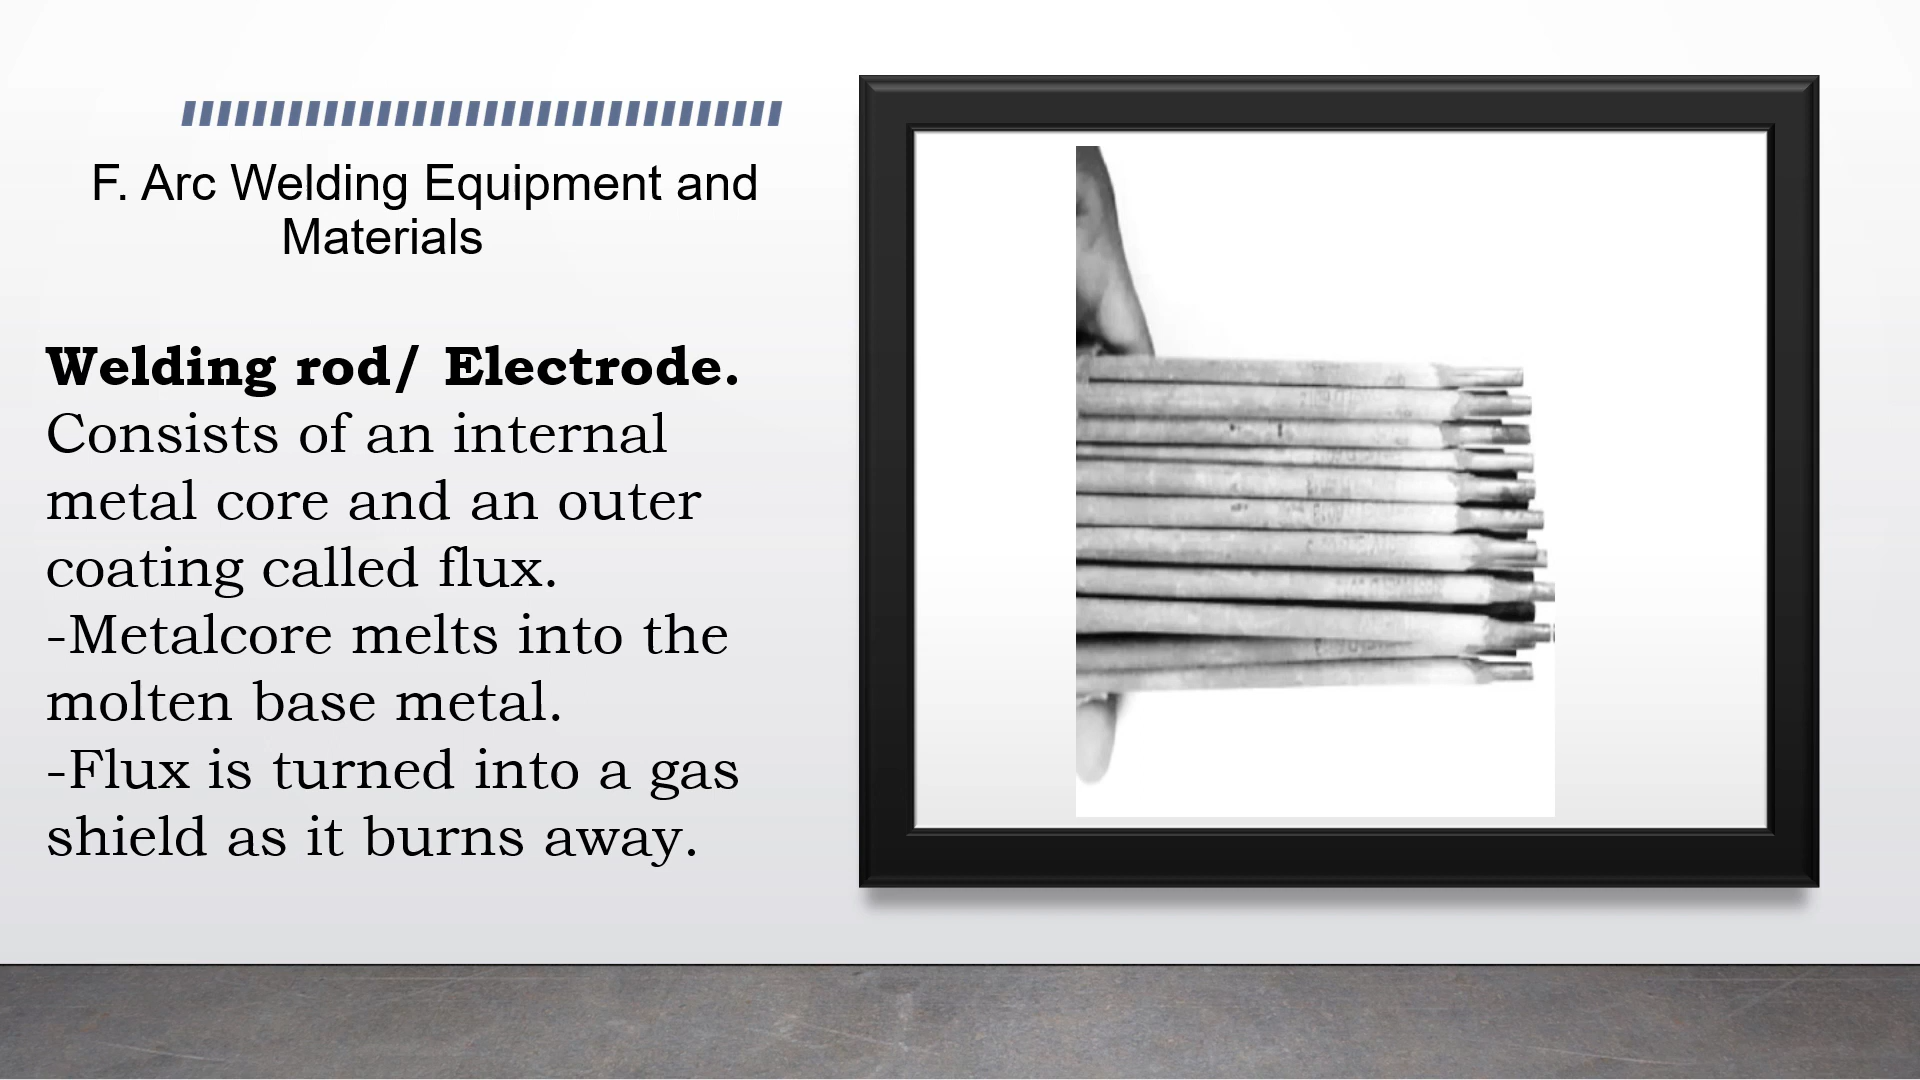 F. Arc Welding Equipment and
Materials
Welding rod/ Electrode.
Consists of an internal
metal core and an outer
coating called flux.
-Metalcore melts into the
molten base metal.
-Flux is turned into a gas
shield as it burns away.